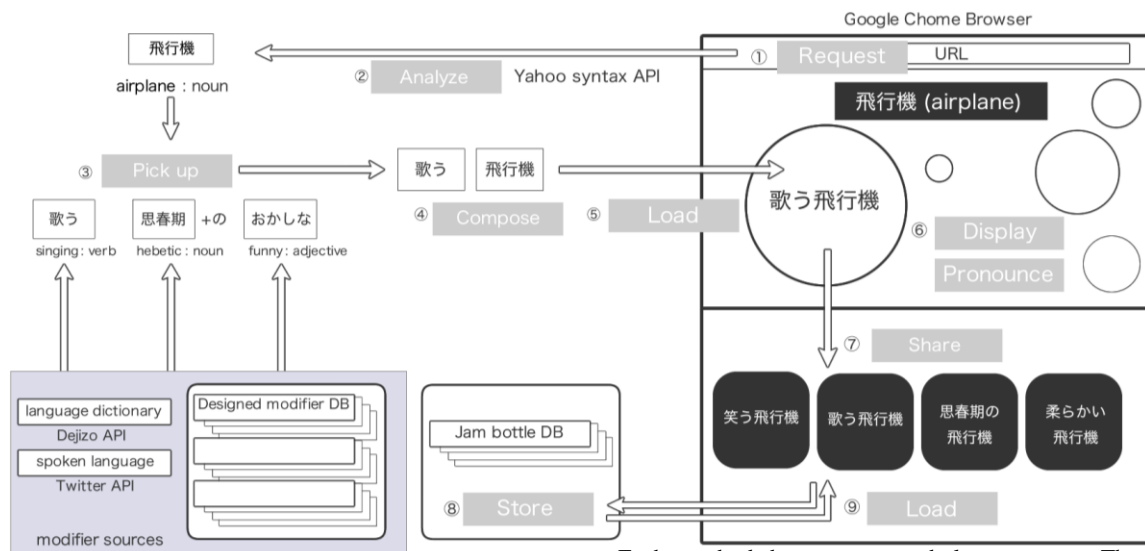 Google Chome Browser
① Request URL
飛行機
② Analyze Yahoo syntax API
airplane : noun
飛行機 (airplane)
③ Pick up
歌う 飛行機
④ Compose
⑤ Load
歌う飛行機
⑥ Display
Pronounce
歌う 思春期 +の おかしな
singing : verb hebetic : noun funny : adjective
⑦ Share
笑う飛行機
歌う飛行機
思春期の
飛行機
柔らかい
飛行機
language dictionary
Dejizo API
spoken language
Twitter API
Designed modifier DB
modifier sources
Jam bottle DB
⑧ Store
⑨ Load